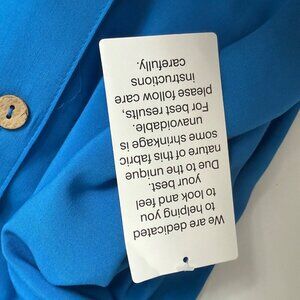 We are dedicated
to helping you
to look and feel
your best.
Due to the unique
nature of this fabric
some shrinkage is
unavoidable.
For best results,
please follow care
instructions
carefully.